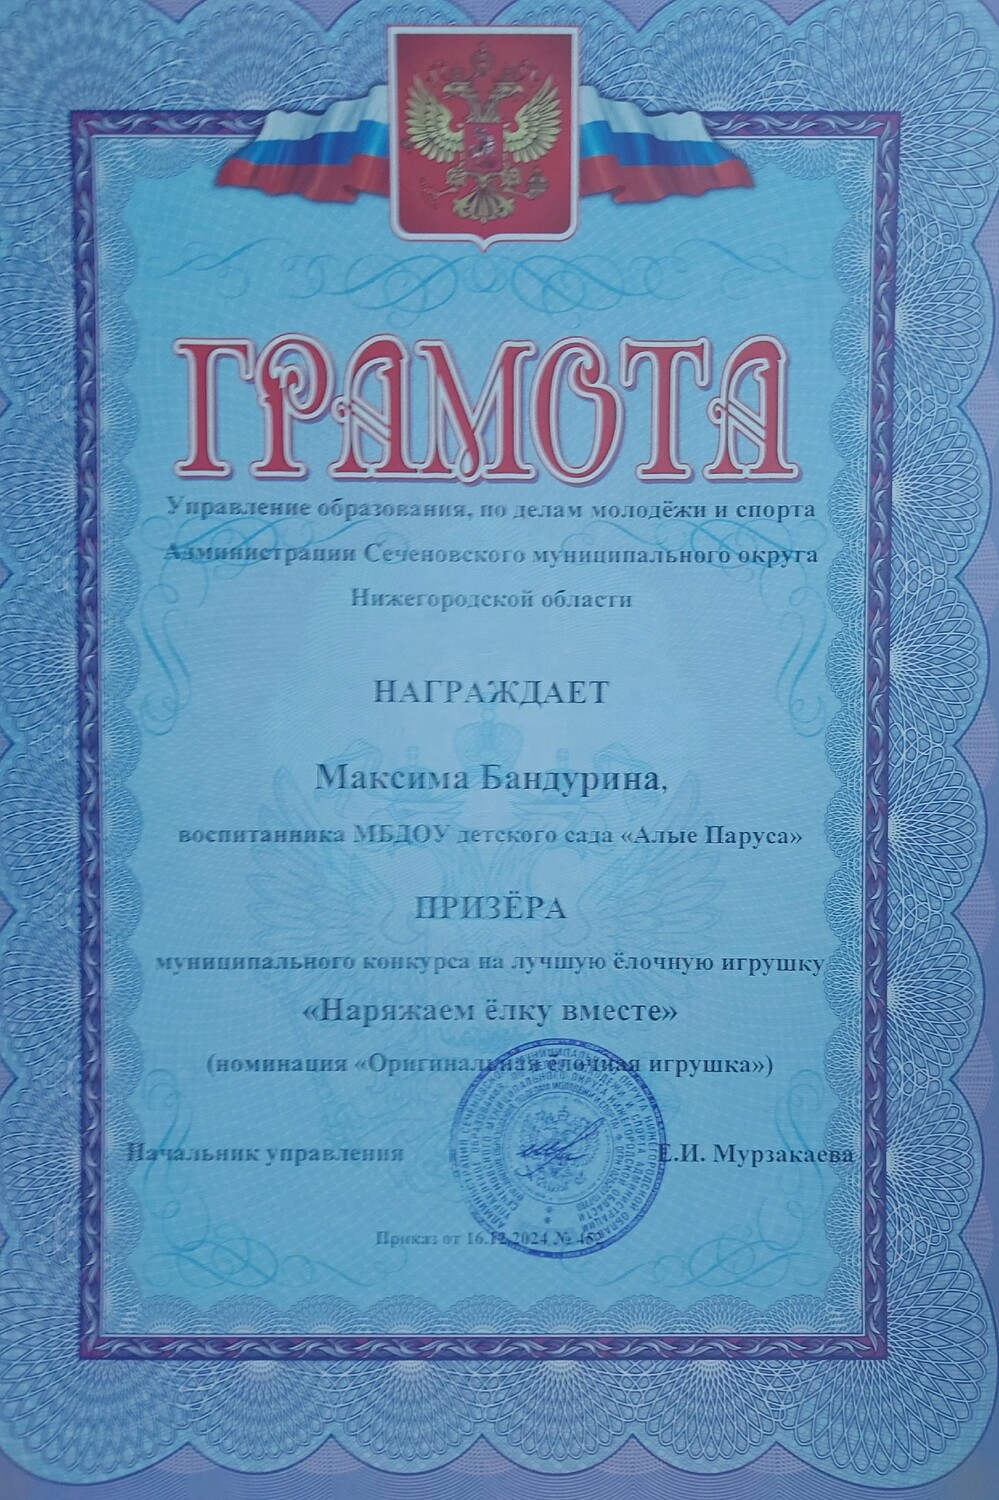 ГРАМОТА
Управление образования, по делам молодёжи и спорта
Администрации Сеченовского муниципального округа
Нижегородской области
НАГРАЖДАЕТ
Максима Бандурина,
воспитанника МБДОУ детского сада «Алые Паруса»
ПРИЗЁРА
муниципального конкурса на лучшую ёлочную игрушку
«Наряжаем ёлку вместе»
(номинация «Оригинальная ёлочная игрушка»)
Начальник управления Е.И. Мурзакаева
Приказ от 16.12.2024 №